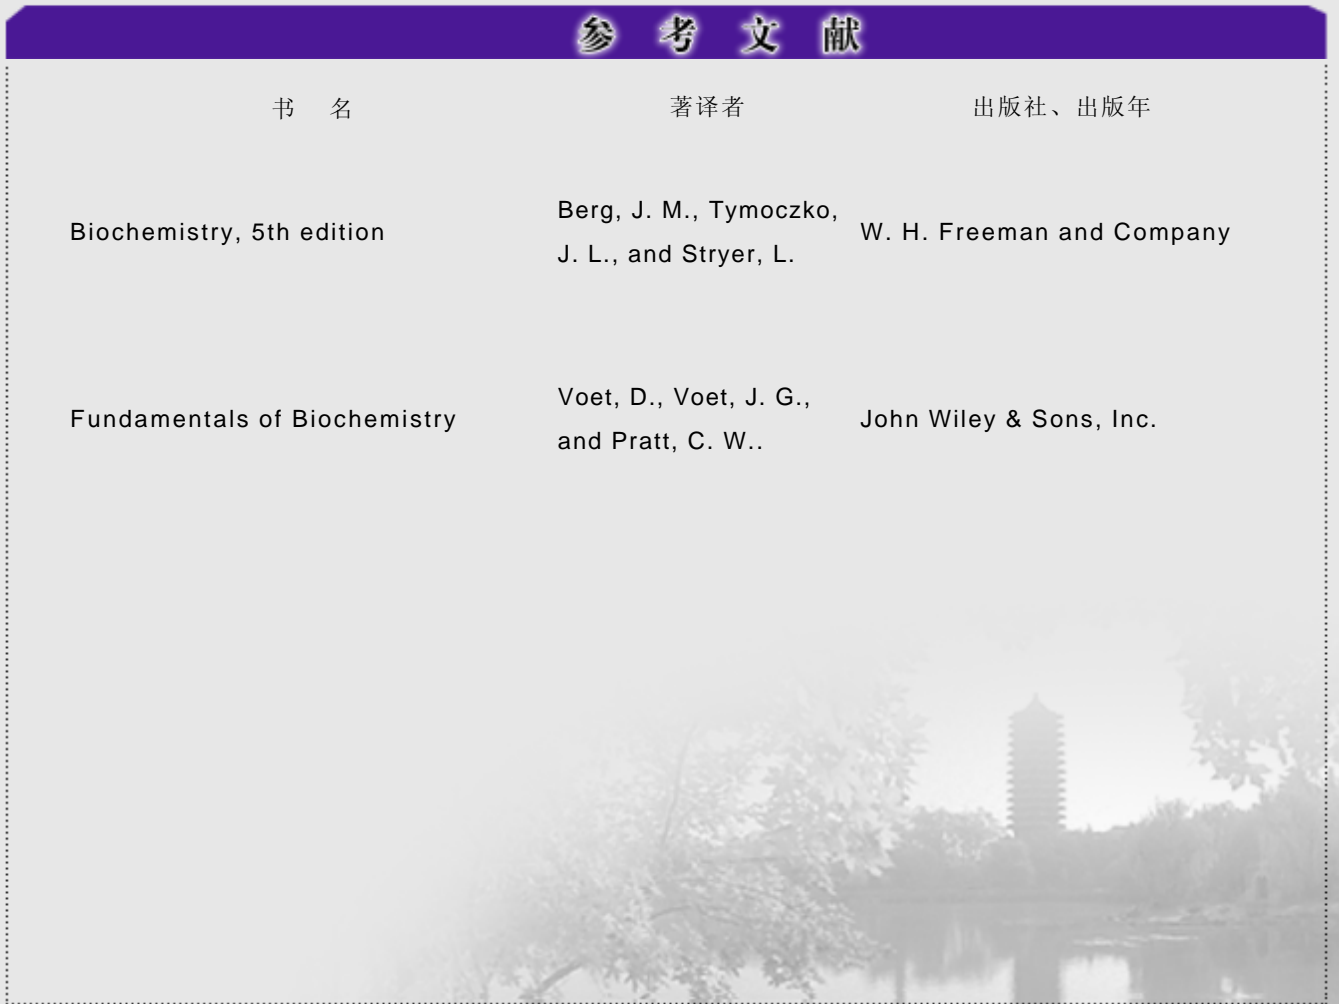 参 考 文 献
书 名 著译者 出版社、出版年
Biochemistry, 5th edition
Berg, J. M., Tymoczko,
J. L., and Stryer, L.
W. H. Freeman and Company
Fundamentals of Biochemistry
Voet, D., Voet, J. G.,
and Pratt, C. W..
John Wiley & Sons, Inc.